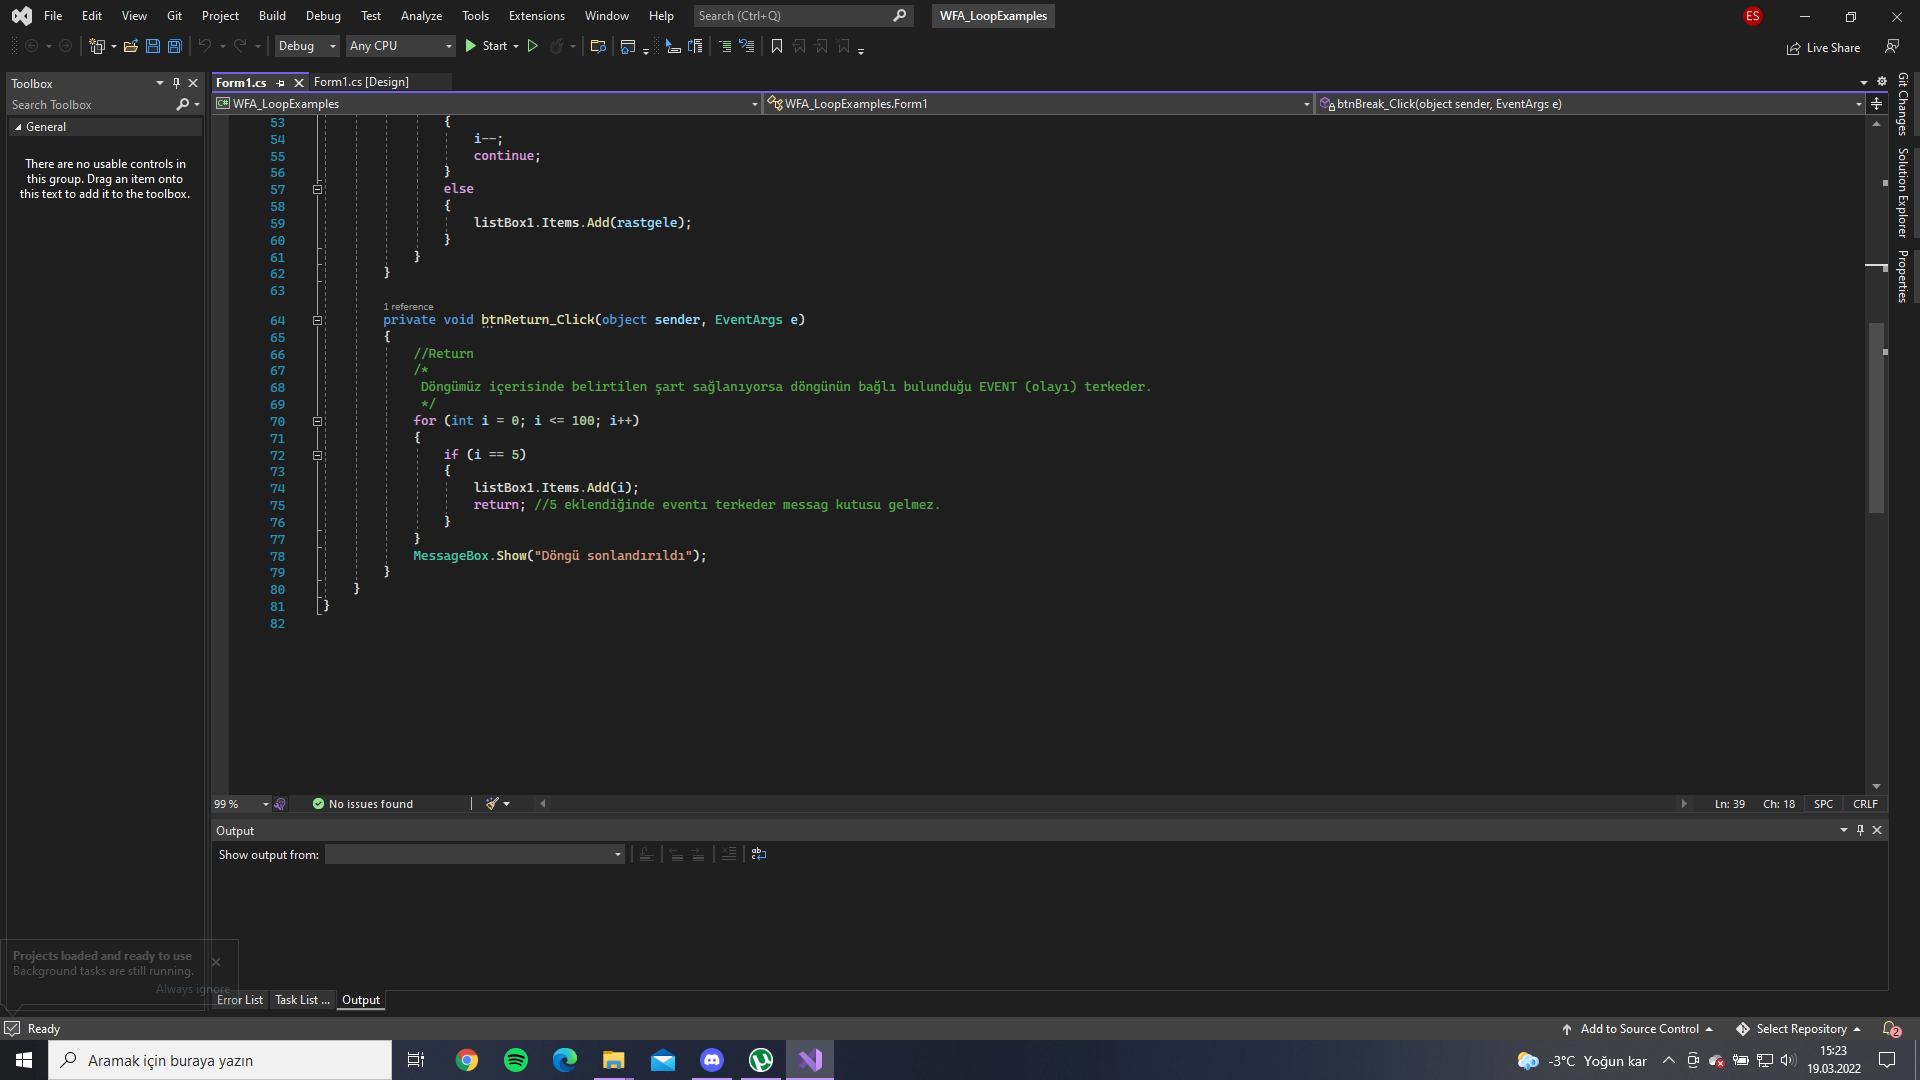 File Edit View Git Project Build Debug Test Analyze Tools Extensions Window Help Search (Ctrl+Q) WFA_LoopExamples ES
Debug Any CPU Start Live Share
Toolbox
Search Toolbox
General
There are no usable controls in
this group. Drag an item onto
this text to add it to the toolbox.
Form1.cs Form1.cs [Design]
C# WFA_LoopExamples WFA_LoopExamples.Form1 btnBreak_Click(object sender, EventArgs e)
53 {
54 i--;
55 continue;
56 }
57 else
58 {
59 listBox1.Items.Add(rastgele);
60 }
61 }
62 }
63
1 reference
64 private void btnReturn_Click(object sender, EventArgs e)
65 {
66 //Return
67 /*
68 Döngümüz içerisinde belirtilen şart sağlanıyorsa döngünün bağlı bulunduğu EVENT (olayı) terkeder.
69 */
70 for (int i = 0; i <= 100; i++)
71 {
72 if (i == 5)
73 {
74 listBox1.Items.Add(i);
75 return; //5 eklendiğinde eventı terkeder messag kutusu gelmez.
76 }
77 }
78 MessageBox.Show("Döngü sonlandırıldı");
79 }
80 }
81 }
82
Git Changes
Solution Explorer
Properties
99 % No issues found Ln: 39 Ch: 18 SPC CRLF
Output
Show output from:
Projects loaded and ready to use
Background tasks are still running.
Always ignore
Error List Task List ... Output
Ready Add to Source Control Select Repository 2
Aramak için buraya yazın -3°C Yoğun kar 15:23
19.03.2022